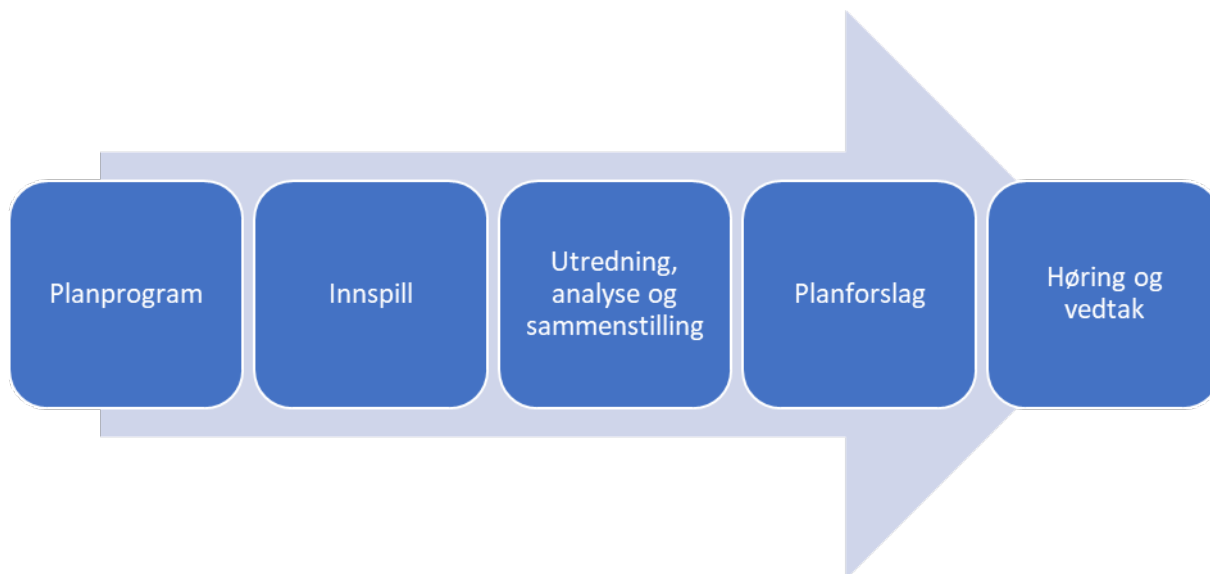 Planprogram
Innspill
Utredning,
analyse og
sammenstilling
Planforslag
Høring og
vedtak